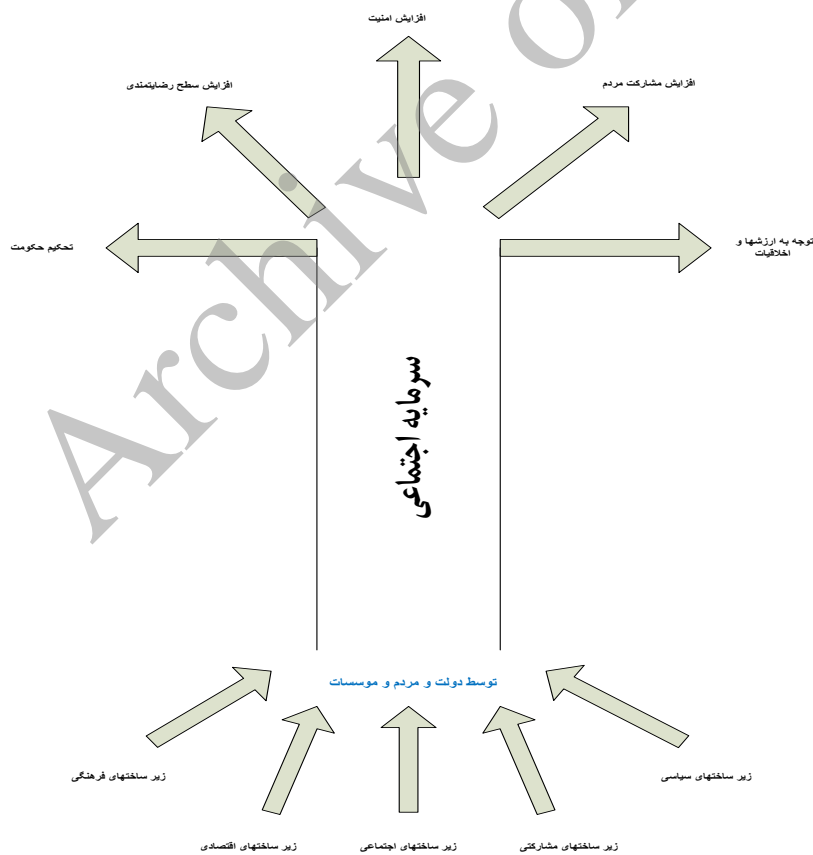 افزایش امنیت
افزایش مشارکت مردم
افزایش سطح رضایتمندی
توجه به ارزشها و
اخلاقیات
تحکیم حکومت
سرمایه اجتماعی
توسط دولت و مردم و موسسات
زیر ساختهای سیاسی
زیر ساختهای فرهنگی
زیر ساختهای مشارکتی
زیر ساختهای اجتماعی
زیر ساختهای اقتصادی
Archive of